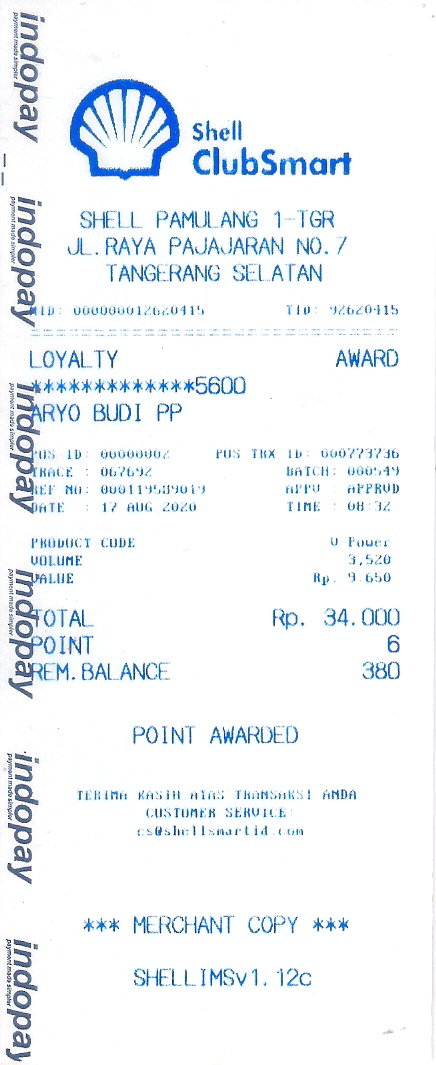 Shell
ClubSmart
SHELL PAMULANG 1-TGR
JL.RAYA PAJAJARAN NO.7
TANGERANG SELATAN
MID: 000000012620415 TID: 92620415
LOYALTY AWARD
*************5600
ARYO BUDI PP
POS ID: 00000002 POS TRX ID: 000773736
TRACE : 067692 BATCH: 000549
REF NO: 000119589019 APPV : APPRVD
DATE : 17 AUG 2020 TIME : 08:32
PRODUCT CODE V Power
VOLUME 3,520
VALUE Rp. 9.650
TOTAL Rp. 34.000
POINT 6
REM.BALANCE 380
POINT AWARDED
TERIMA KASIH ATAS TRANSAKSI ANDA
CUSTOMER SERVICE:
cs@shellsmartid.com
*** MERCHANT COPY ***
SHELLIMSv1.12c
indopay
payment made simpler
indopay
payment made simpler
indopay
payment made simpler
indopay
payment made simpler
indopay
payment made simpler
indopay
payment made simpler